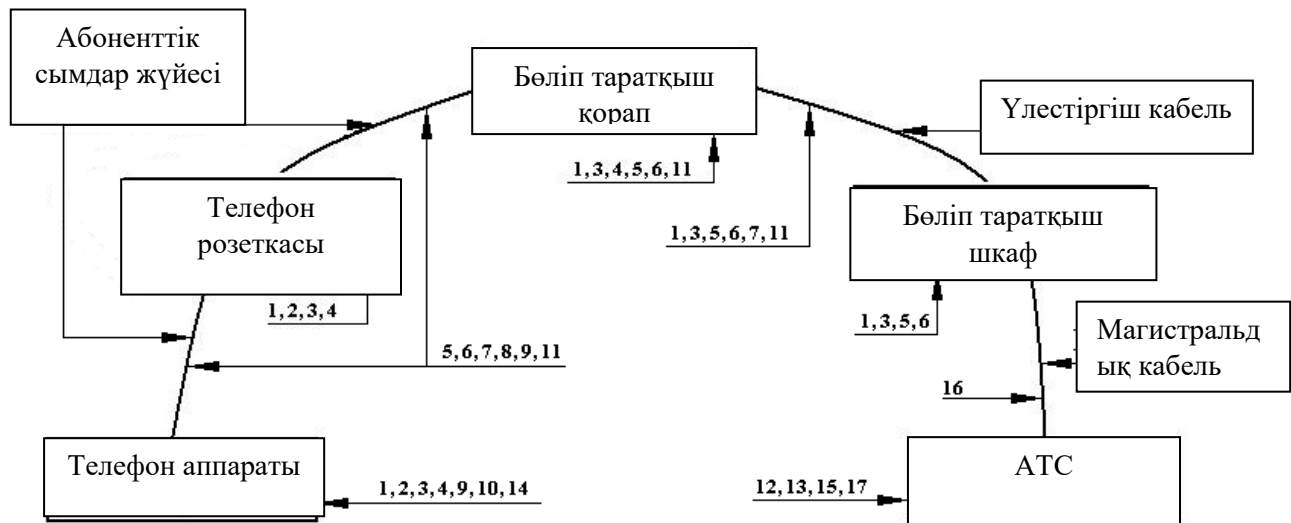 Абоненттік
сымдар жүйесі
Бөліп таратқыш
қорап
Үлестіргіш кабель
1,3,4,5,6,11
Телефон
розеткасы
Бөліп таратқыш
шкаф
1,3,5,6,7,11
1,2,3,4
1,3,5,6
Магистральд
ық кабель
5,6,7,8,9,11
16
Телефон аппараты
АТС
1,2,3,4,9,10,14
12,13,15,17